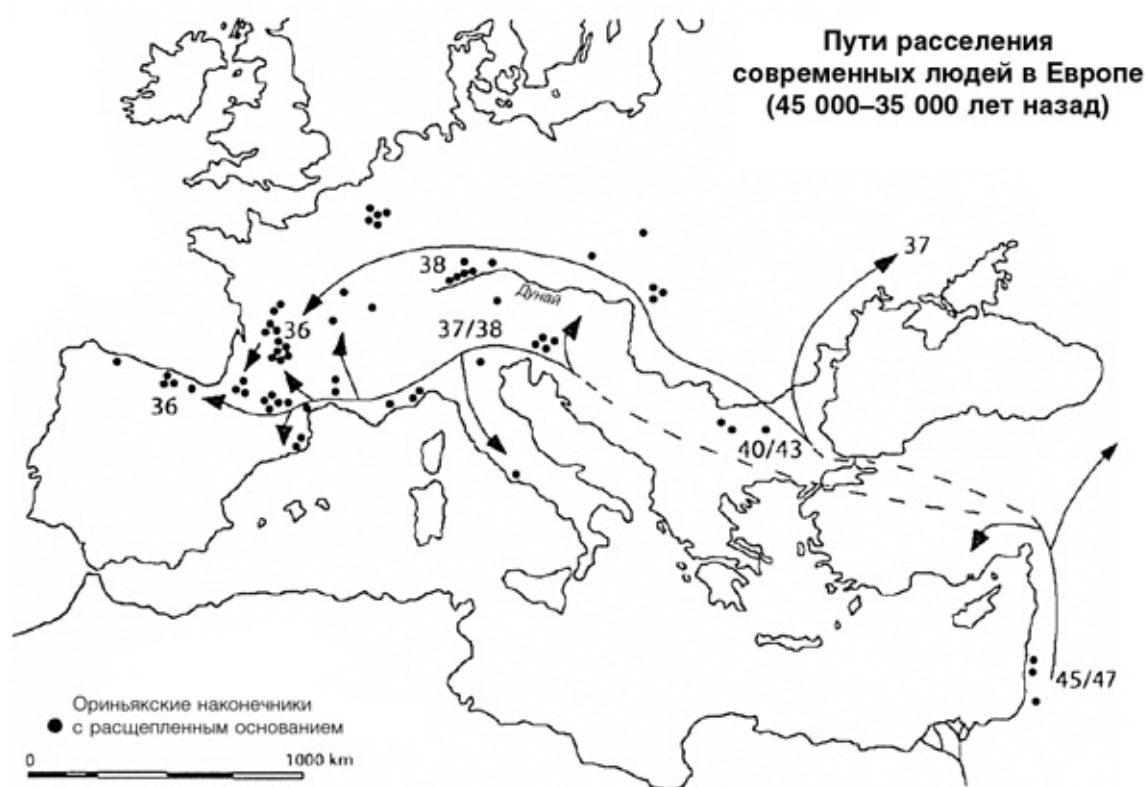 Пути расселения
современных людей в Европе
(45 000–35 000 лет назад)
37
38
Дунай
37/38
36
36
40/43
45/47
Ориньякские наконечники
с расщепленным основанием
0 1000 km